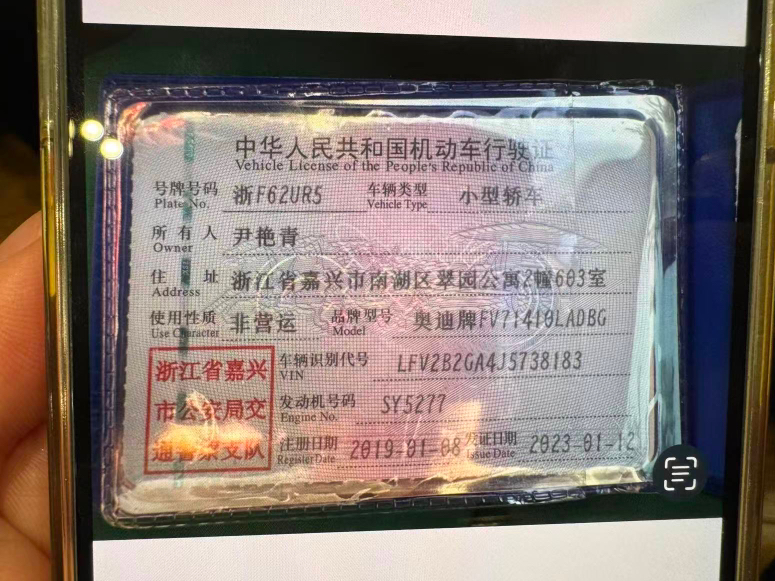 中华人民共和国机动车行驶证
Vehicle License of the People's Republic of China
号牌号码 浙F62UR5 车辆类型 小型轿车
Plate No. Vehicle Type
所有人 尹艳青
Owner
住址 浙江省嘉兴市南湖区翠园公寓2幢603室
Address
使用性质 非营运 品牌型号 奥迪牌FV71410LADBG
Use Character Model
浙江省嘉兴
市公安局交
通警察支队
车辆识别代号 LFV2B2GA4J5738183
VIN
发动机号码 SY5277
Engine No.
注册日期 2019-01-08 发证日期 2023-01-12
Register Date Issue Date